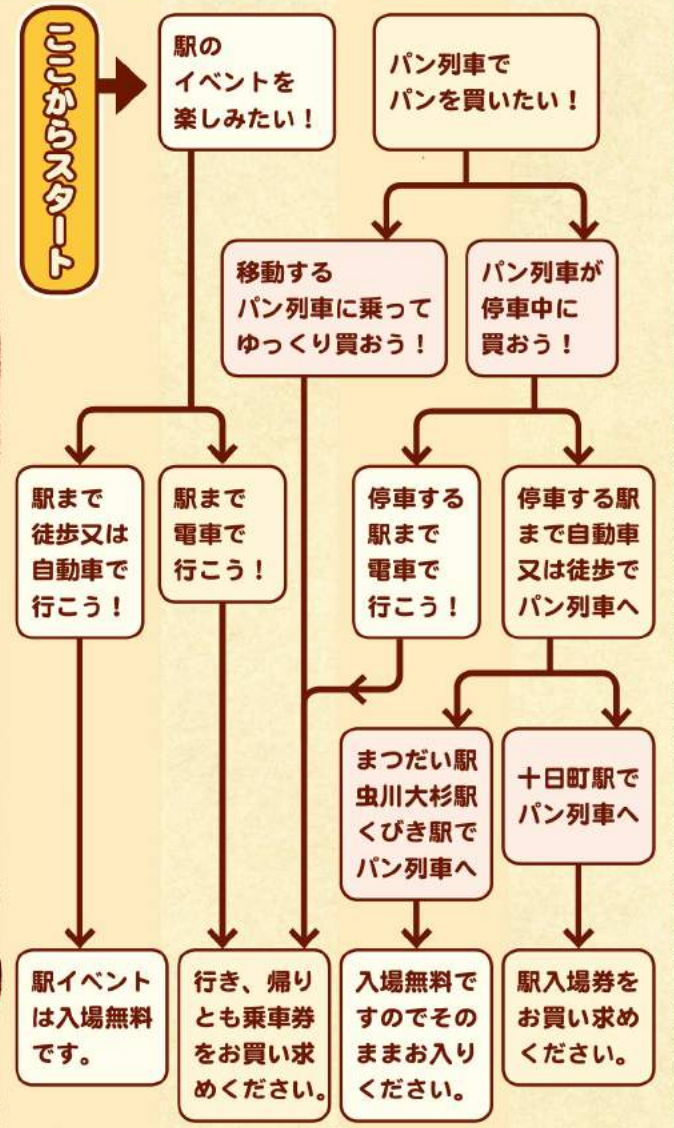 ここからスタート
駅の
イベントを
楽しみたい！
パン列車で
パンを買いたい！
移動する
パン列車に乗って
ゆっくり買おう！
パン列車が
停車中に
買おう！
駅まで
徒歩又は
自動車で
行こう！
駅まで
電車で
行こう！
停車する
駅まで
電車で
行こう！
停車する駅
まで自動車
又は徒歩で
パン列車へ
まつだい駅
虫川大杉駅
くびき駅で
パン列車へ
十日町駅で
パン列車へ
駅イベント
は入場無料
です。
行き、帰り
とも乗車券
をお買い求
めください。
入場無料で
すのでその
ままお入り
ください。
駅入場券を
お買い求め
ください。